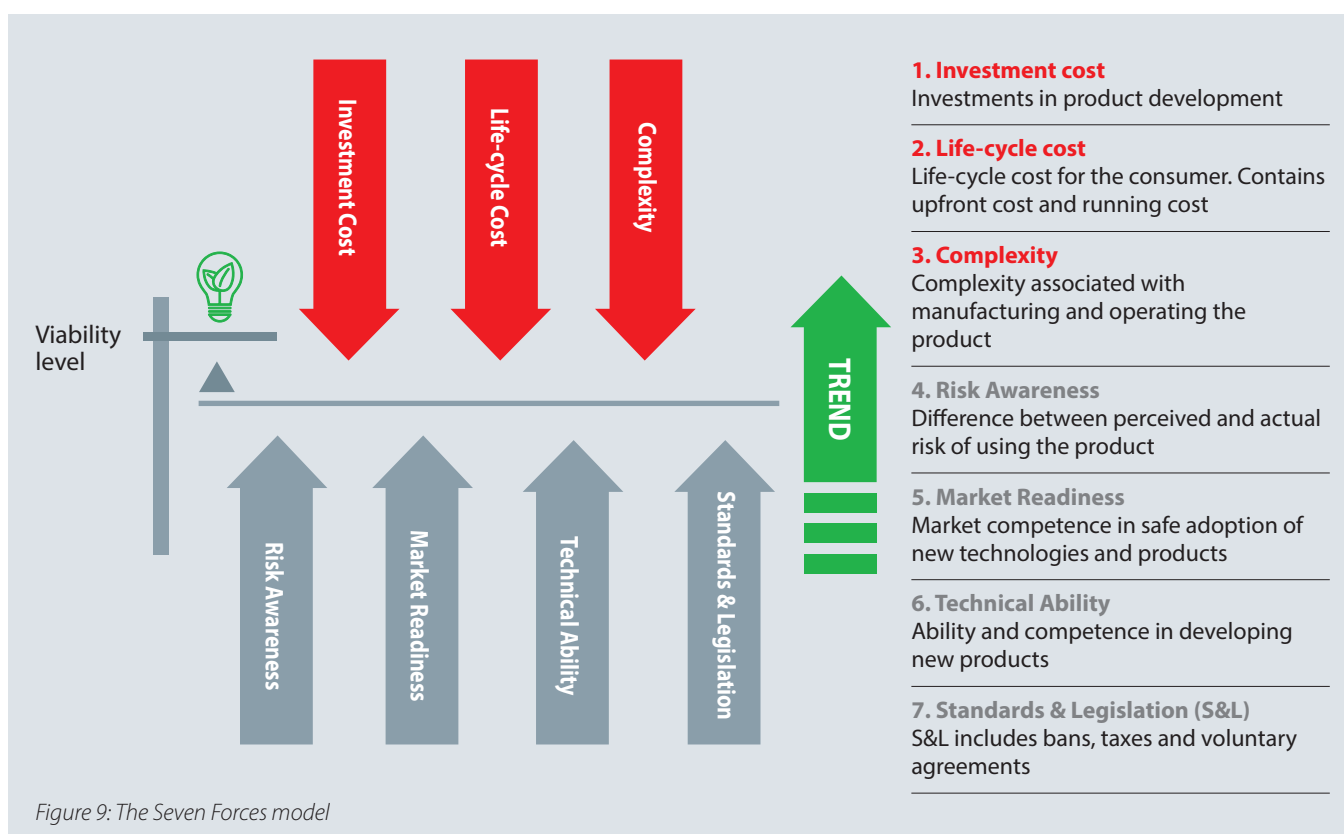 Investment Cost
Life-cycle Cost
Complexity
Viability
level
TREND
Risk Awareness
Market Readiness
Technical Ability
Standards & Legislation
1. Investment cost
Investments in product development
2. Life-cycle cost
Life-cycle cost for the consumer. Contains
upfront cost and running cost
3. Complexity
Complexity associated with
manufacturing and operating the
product
4. Risk Awareness
Difference between perceived and actual
risk of using the product
5. Market Readiness
Market competence in safe adoption of
new technologies and products
6. Technical Ability
Ability and competence in developing
new products
7. Standards & Legislation (S&L)
S&L includes bans, taxes and voluntary
agreements
Figure 9: The Seven Forces model